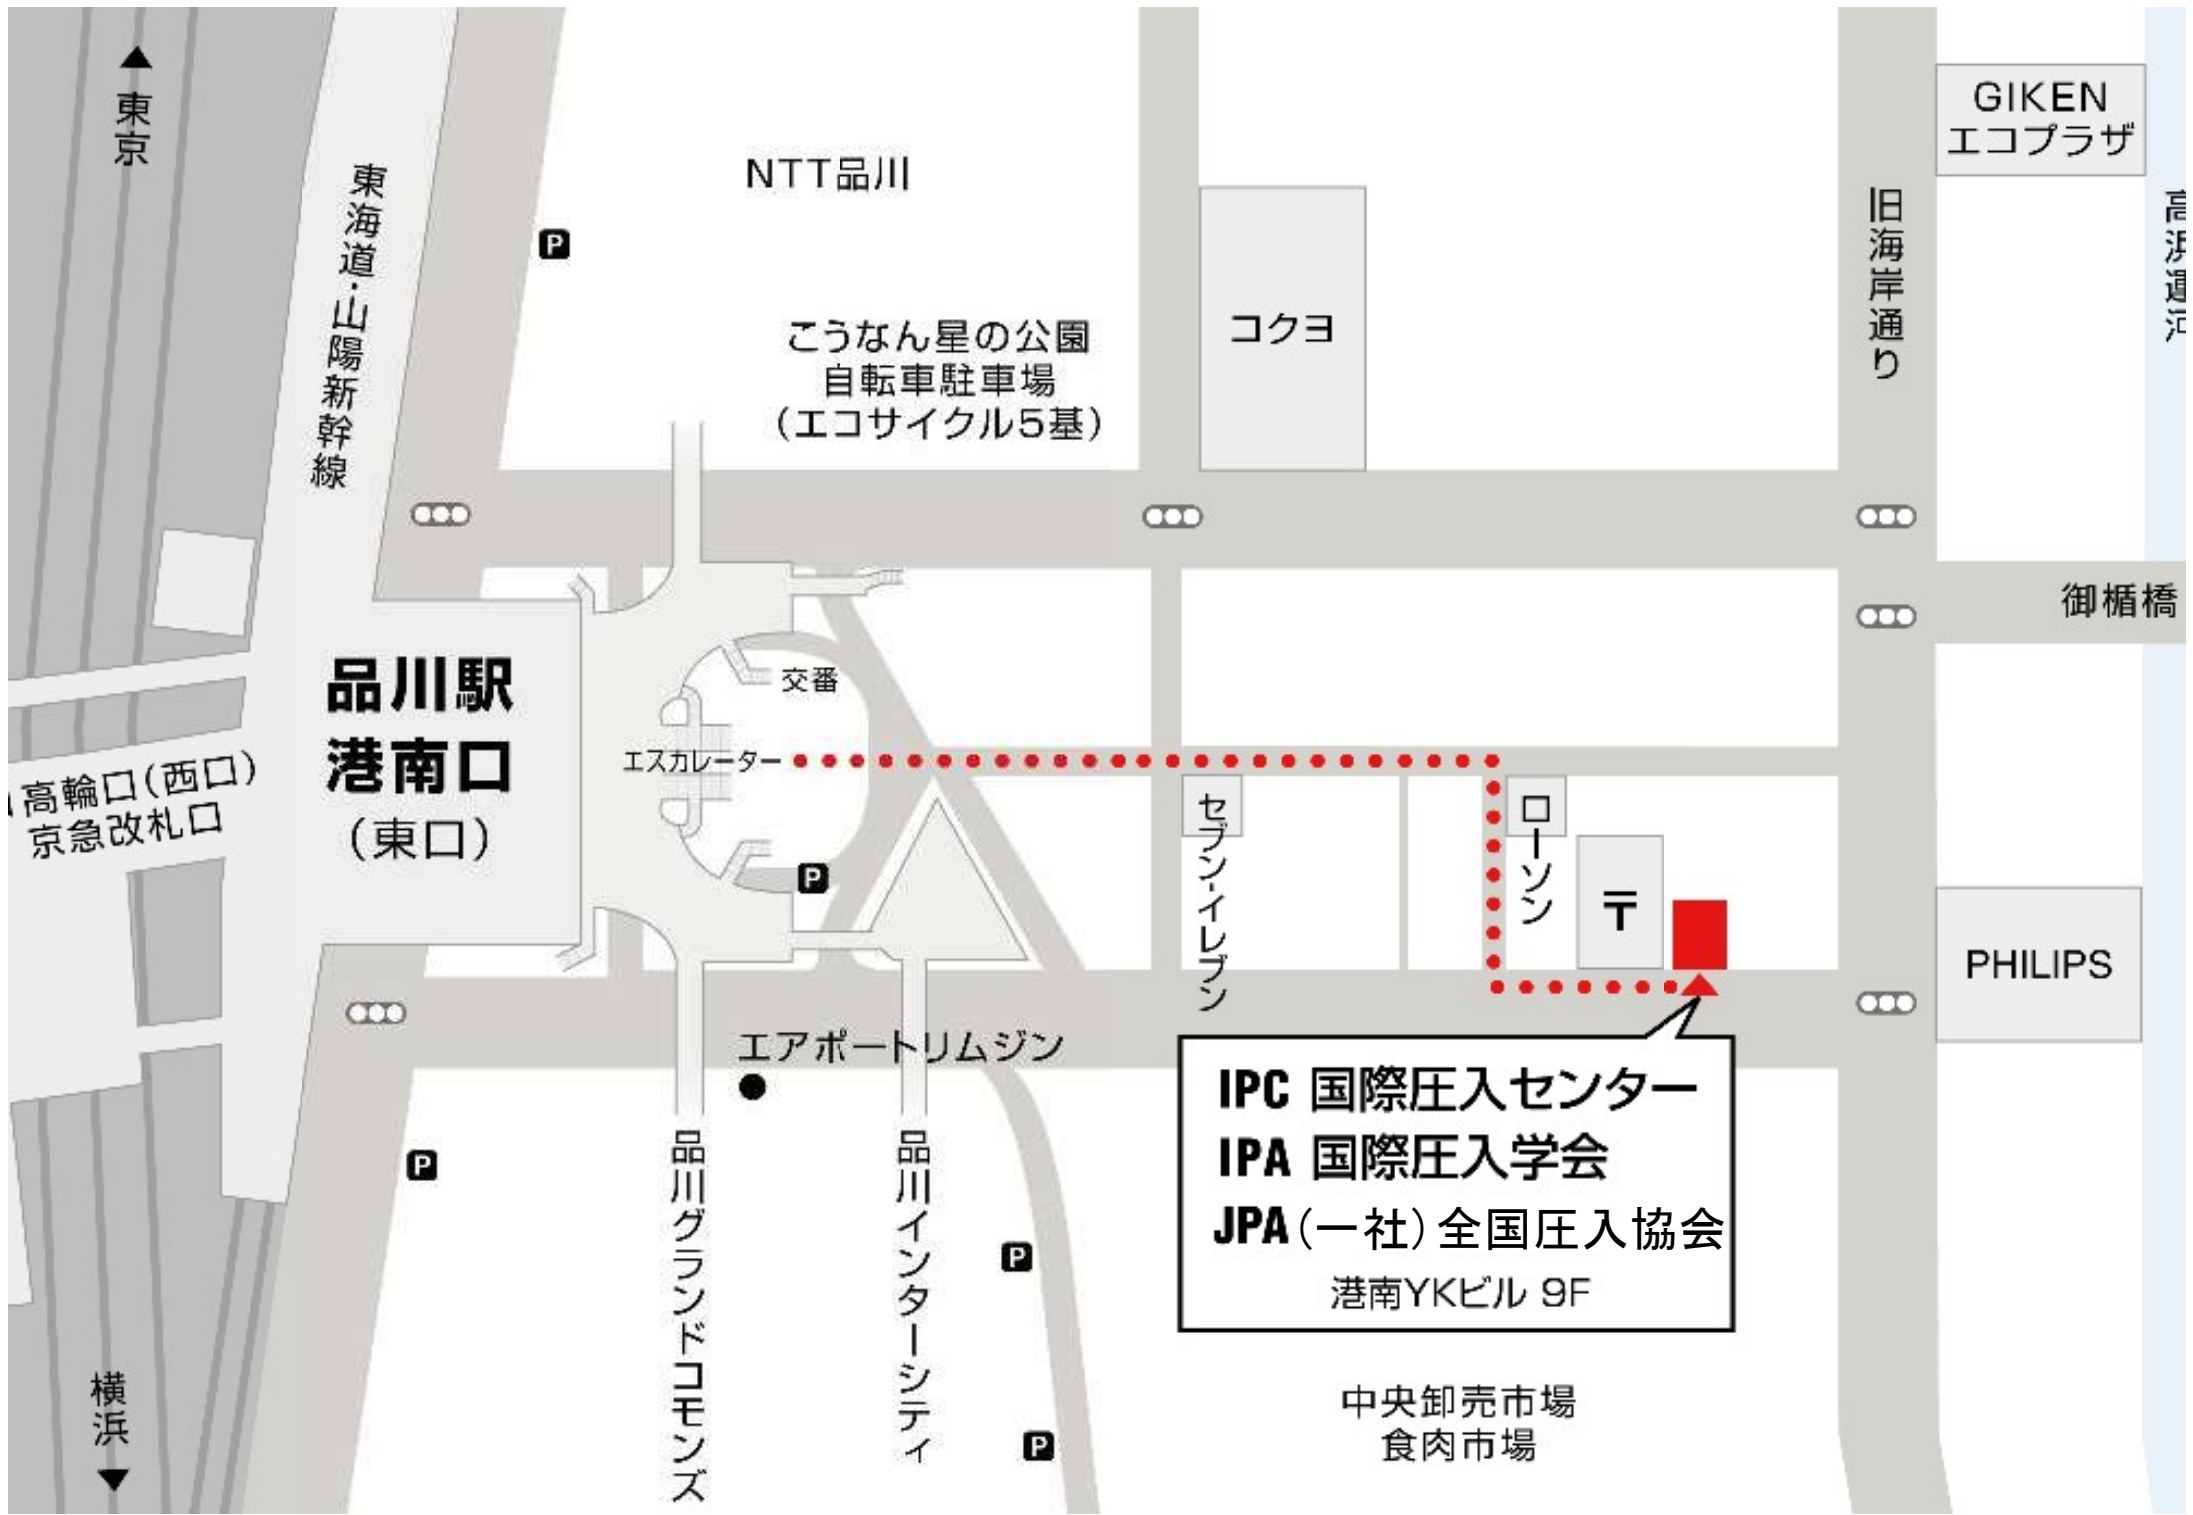 東京
東海道・山陽新幹線
NTT品川
P
こうなん星の公園
自転車駐車場
(エコサイクル5基)
コクヨ
旧海岸通り
GIKEN
エコプラザ
高浜運河
御楯橋
品川駅
港南口
(東口)
高輪口(西口)
京急改札口
交番
エスカレーター
P
セブン-イレブン
ローソン
〒
PHILIPS
エアポートリムジン
P
品川グランドコモンズ
品川インターシティ
P
P
IPC 国際圧入センター
IPA 国際圧入学会
JPA(一社)全国圧入協会
港南YKビル 9F
中央卸売市場
食肉市場
横浜